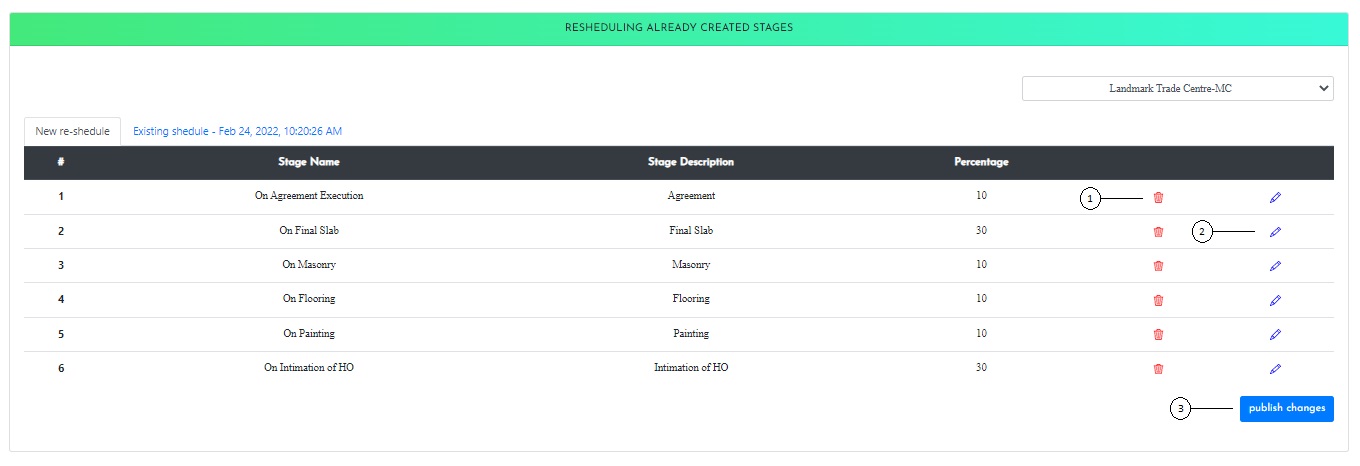 RESHEDULING ALREADY CREATED STAGES
Landmark Trade Centre-MC
New re-shedule Existing shedule - Feb 24, 2022, 10:20:26 AM
# Stage Name Stage Description Percentage
1 On Agreement Execution Agreement 10 1
2 On Final Slab Final Slab 30 2
3 On Masonry Masonry 10
4 On Flooring Flooring 10
5 On Painting Painting 10
6 On Intimation of HO Intimation of HO 30
3 publish changes